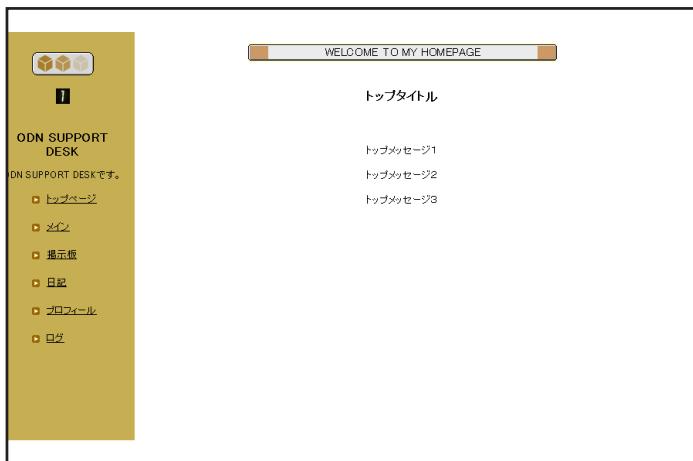 1
ODN SUPPORT
DESK
ODN SUPPORT DESKです。
トップページ
メイン
掲示板
日記
プロフィール
ログ
WELCOME TO MY HOMEPAGE
トップタイトル
トップメッセージ1
トップメッセージ2
トップメッセージ3